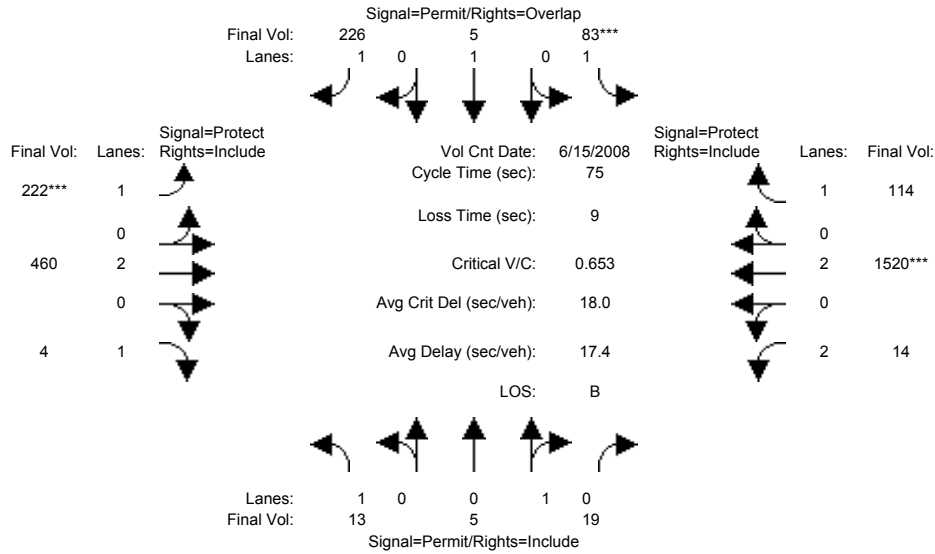 Signal=Permit/Rights=Overlap
Final Vol: 226 5 83***
Lanes: 1 0 1 0 1
Signal=Protect
Final Vol: Lanes: Rights=Include
Vol Cnt Date: 6/15/2008
Signal=Protect
Rights=Include Lanes: Final Vol:
Cycle Time (sec): 75
222*** 1
1 114
Loss Time (sec): 9
0
0
460 2
Critical V/C: 0.653
2 1520***
0
Avg Crit Del (sec/veh): 18.0
0
4 1
Avg Delay (sec/veh): 17.4
2 14
LOS: B
Lanes: 1 0 0 1 0
Final Vol: 13 5 19
Signal=Permit/Rights=Include